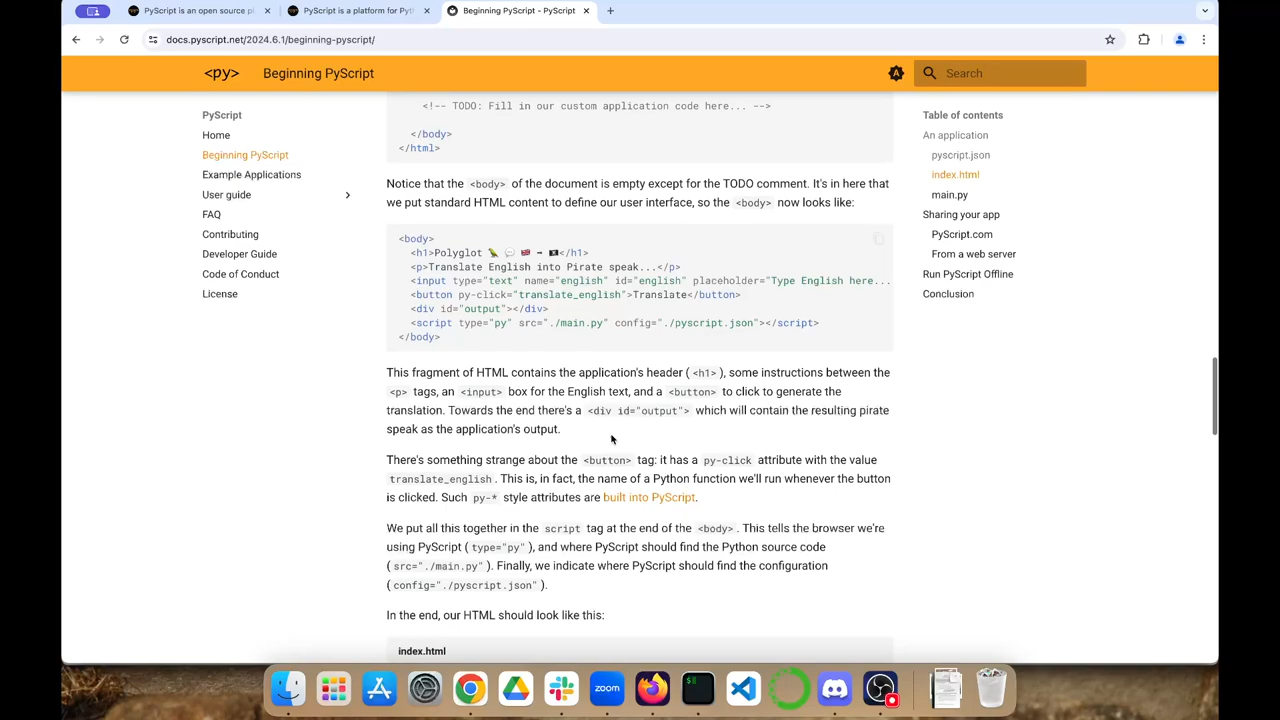 PyScript is an open source pl
PyScript is a platform for Pyth
Beginning PyScript - PyScript
docs.pyscript.net/2024.6.1/beginning-pyscript/
<py>
Beginning PyScript
Search
PyScript
Home
Beginning PyScript
Example Applications
User guide
FAQ
Contributing
Developer Guide
Code of Conduct
License
<!-- TODO: Fill in our custom application code here... -->
</body>
</html>
Notice that the <body> of the document is empty except for the TODO comment. It's in here that
we put standard HTML content to define our user interface, so the <body> now looks like:
<body>
<h1>Polyglot 🦜 💬 🇬🇧 ➡️ 🏴‍☠️</h1>
<p>Translate English into Pirate speak...</p>
<input type="text" name="english" id="english" placeholder="Type English here...
<button py-click="translate_english">Translate</button>
<div id="output"></div>
<script type="py" src="./main.py" config="./pyscript.json"></script>
</body>
This fragment of HTML contains the application's header (<h1>), some instructions between the
<p> tags, an <input> box for the English text, and a <button> to click to generate the
translation. Towards the end there's a <div id="output"> which will contain the resulting pirate
speak as the application's output.
There's something strange about the <button> tag: it has a py-click attribute with the value
translate_english. This is, in fact, the name of a Python function we'll run whenever the button
is clicked. Such py-* style attributes are built into PyScript.
We put all this together in the script tag at the end of the <body>. This tells the browser we're
using PyScript (type="py"), and where PyScript should find the Python source code
(src="./main.py"). Finally, we indicate where PyScript should find the configuration
(config="./pyscript.json").
In the end, our HTML should look like this:
index.html
Table of contents
An application
pyscript.json
index.html
main.py
Sharing your app
PyScript.com
From a web server
Run PyScript Offline
Conclusion
zoom